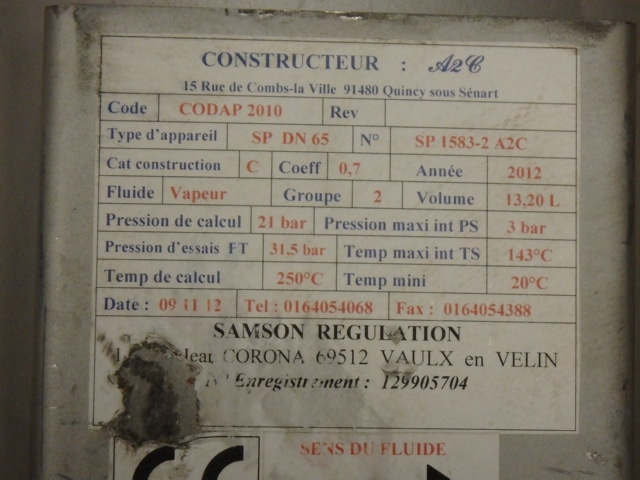 CONSTRUCTEUR : A2C
15 Rue de Combs-la Ville 91480 Quincy sous Sénart
Code CODAP 2010 Rev
Type d'appareil SP DN 65 N° SP 1583-2 A2C
Cat construction C Coeff 0,7 Année 2012
Fluide Vapeur Groupe 2 Volume 13,20 L
Pression de calcul 21 bar Pression maxi int PS 3 bar
Pression d'essais FT 31,5 bar Temp maxi int TS 143°C
Temp de calcul 250°C Temp mini 20°C
Date : 09 11 12 Tel : 0164054068 Fax : 0164054388
SAMSON REGULATION
Jean CORONA 69512 VAULX en VELIN
N° Enregistrement : 129905704
SENS DU FLUIDE
CE